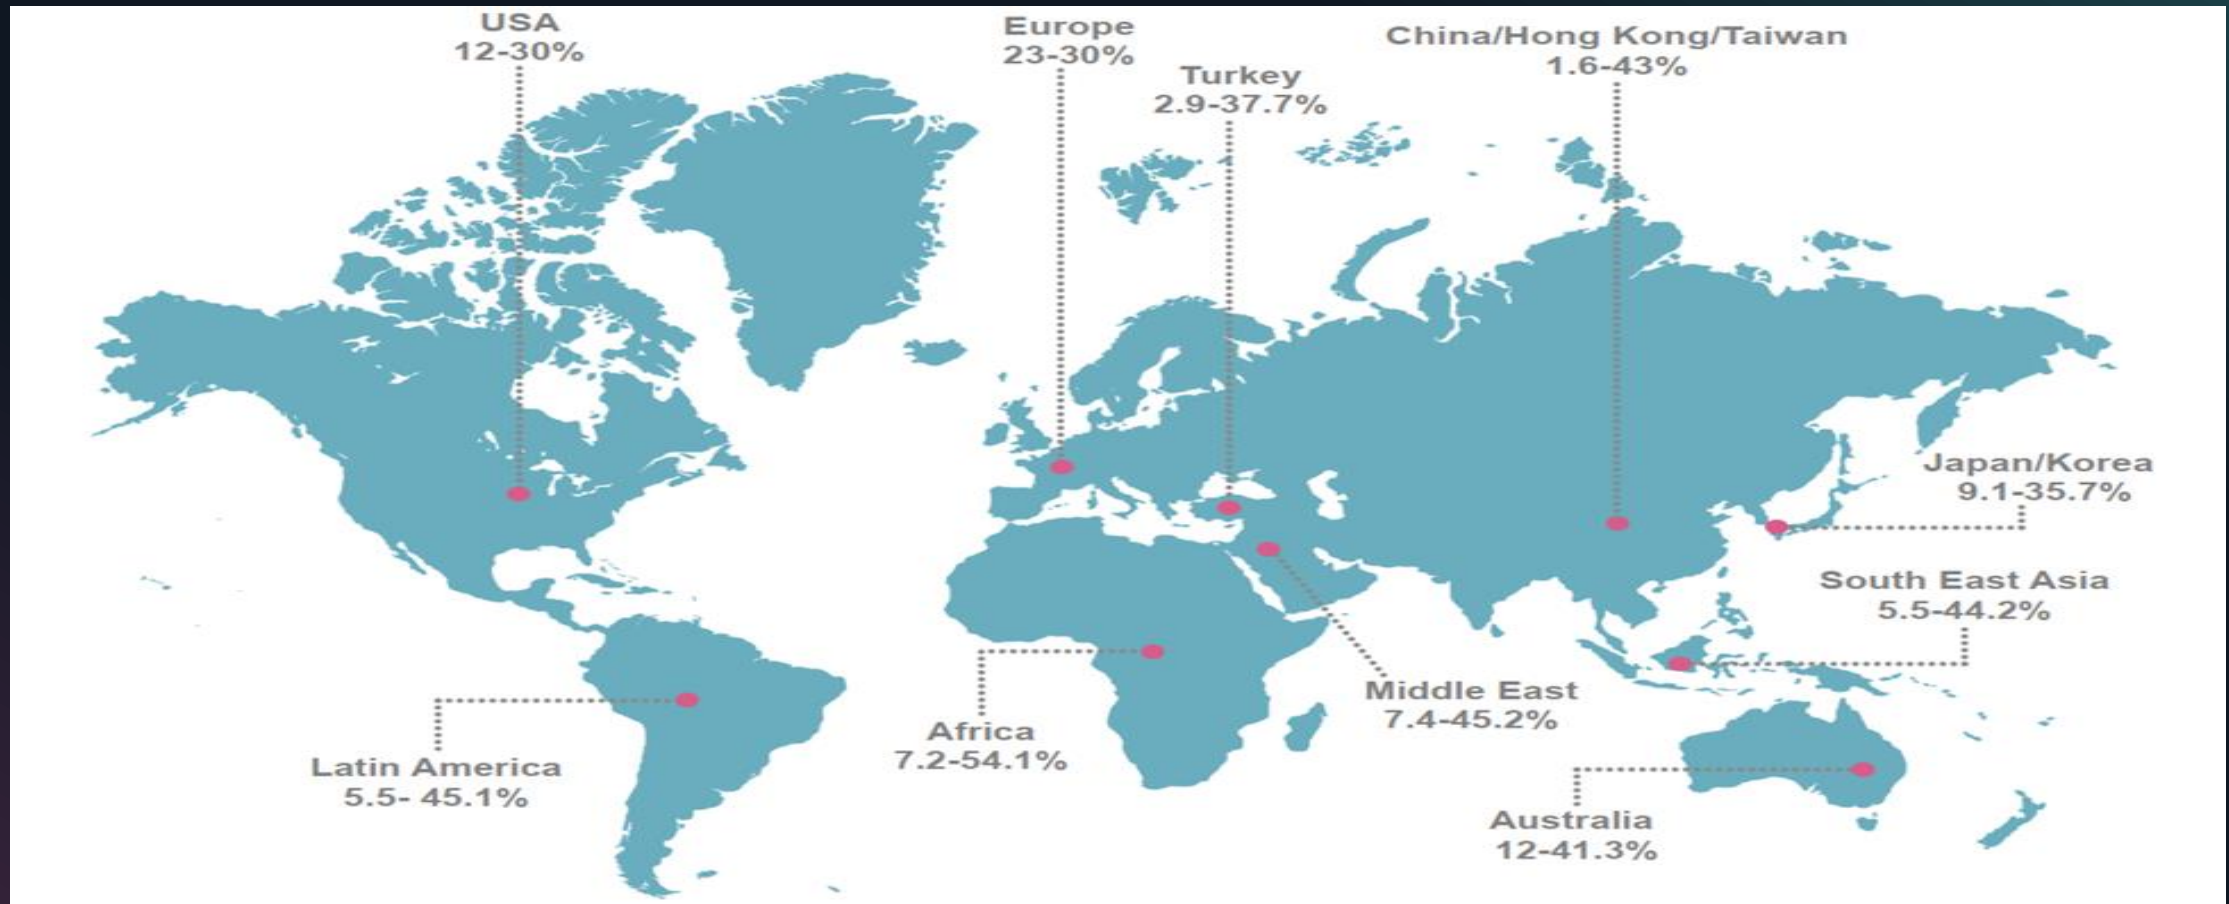 USA
12-30%
Europe
23-30%
China/Hong Kong/Taiwan
1.6-43%
Turkey
2.9-37.7%
Japan/Korea
9.1-35.7%
South East Asia
5.5-44.2%
Middle East
7.4-45.2%
Africa
7.2-54.1%
Latin America
5.5- 45.1%
Australia
12-41.3%